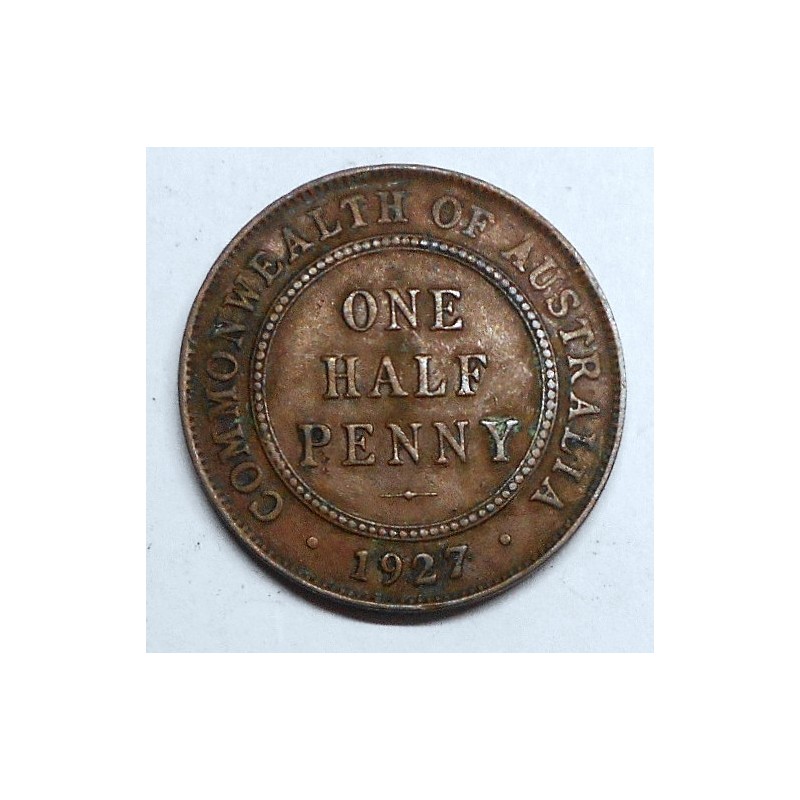 COMMONWEALTH OF AUSTRALIA
ONE
HALF
PENNY
· 1927 ·